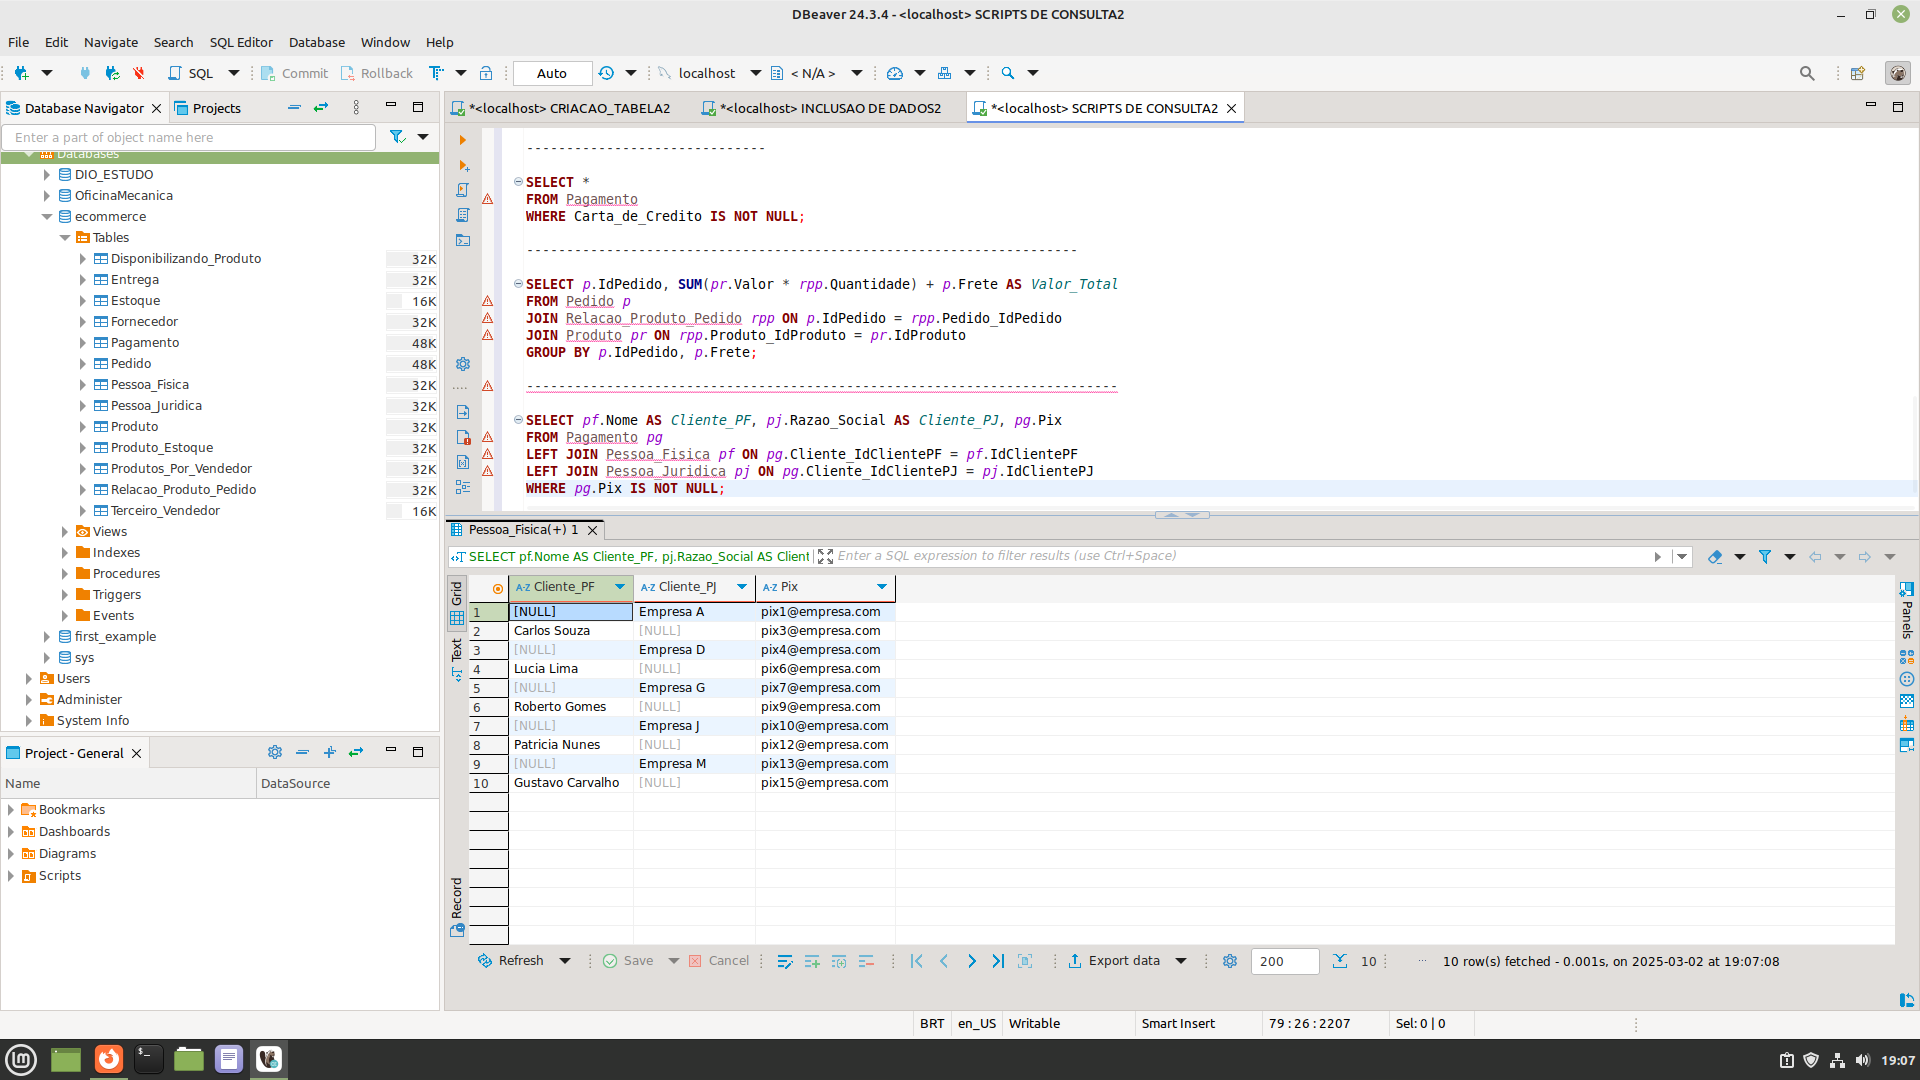 DBeaver 24.3.4 - <localhost> SCRIPTS DE CONSULTA2
File Edit Navigate Search SQL Editor Database Window Help
SQL Commit Rollback Auto localhost < N/A >
Database Navigator Projects
Enter a part of object name here
Databases
DIO_ESTUDO
OficinaMecanica
ecommerce
Tables
Disponibilizando_Produto 32K
Entrega 32K
Estoque 16K
Fornecedor 32K
Pagamento 48K
Pedido 48K
Pessoa_Fisica 32K
Pessoa_Juridica 32K
Produto 32K
Produto_Estoque 32K
Produtos_Por_Vendedor 32K
Relacao_Produto_Pedido 32K
Terceiro_Vendedor 16K
Views
Indexes
Procedures
Triggers
Events
first_example
sys
Users
Administer
System Info
Project - General
Name DataSource
Bookmarks
Dashboards
Diagrams
Scripts
*<localhost> CRIACAO_TABELA2 *<localhost> INCLUSAO DE DADOS2 *<localhost> SCRIPTS DE CONSULTA2
------------------------------
SELECT *
FROM Pagamento
WHERE Carta_de_Credito IS NOT NULL;
---------------------------------------------------------------------
SELECT p.IdPedido, SUM(pr.Valor * rpp.Quantidade) + p.Frete AS Valor_Total
FROM Pedido p
JOIN Relacao_Produto_Pedido rpp ON p.IdPedido = rpp.Pedido_IdPedido
JOIN Produto pr ON rpp.Produto_IdProduto = pr.IdProduto
GROUP BY p.IdPedido, p.Frete;
--------------------------------------------------------------------------
SELECT pf.Nome AS Cliente_PF, pj.Razao_Social AS Cliente_PJ, pg.Pix
FROM Pagamento pg
LEFT JOIN Pessoa_Fisica pf ON pg.Cliente_IdClientePF = pf.IdClientePF
LEFT JOIN Pessoa_Juridica pj ON pg.Cliente_IdClientePJ = pj.IdClientePJ
WHERE pg.Pix IS NOT NULL;
Pessoa_Fisica(+) 1
SELECT pf.Nome AS Cliente_PF, pj.Razao_Social AS Client Enter a SQL expression to filter results (use Ctrl+Space)
Grid
Text
Record
Panels
Cliente_PF Cliente_PJ Pix
1 [NULL] Empresa A pix1@empresa.com
2 Carlos Souza [NULL] pix3@empresa.com
3 [NULL] Empresa D pix4@empresa.com
4 Lucia Lima [NULL] pix6@empresa.com
5 [NULL] Empresa G pix7@empresa.com
6 Roberto Gomes [NULL] pix9@empresa.com
7 [NULL] Empresa J pix10@empresa.com
8 Patricia Nunes [NULL] pix12@empresa.com
9 [NULL] Empresa M pix13@empresa.com
10 Gustavo Carvalho [NULL] pix15@empresa.com
Refresh Save Cancel Export data 200 10 10 row(s) fetched - 0.001s, on 2025-03-02 at 19:07:08
BRT en_US Writable Smart Insert 79 : 26 : 2207 Sel: 0 | 0
19:07